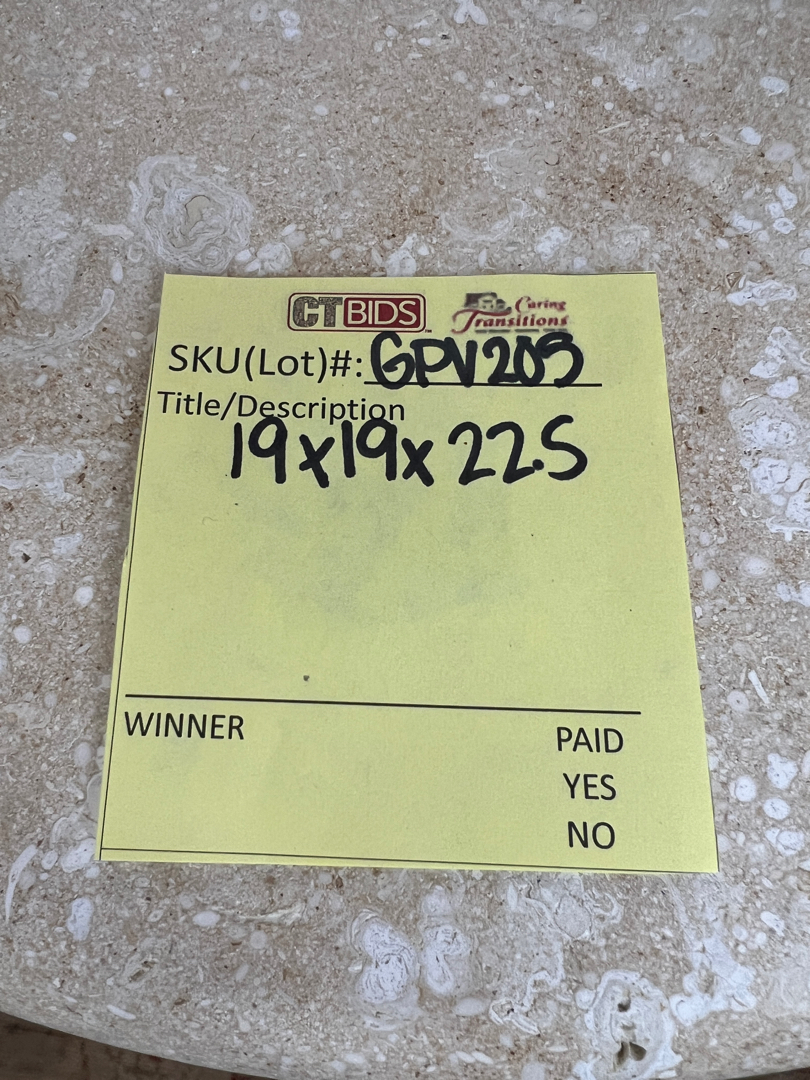 CTBIDS Caring Transitions
SKU(Lot)#: GPV205
Title/Description
19x19x22.5
WINNER PAID
YES
NO